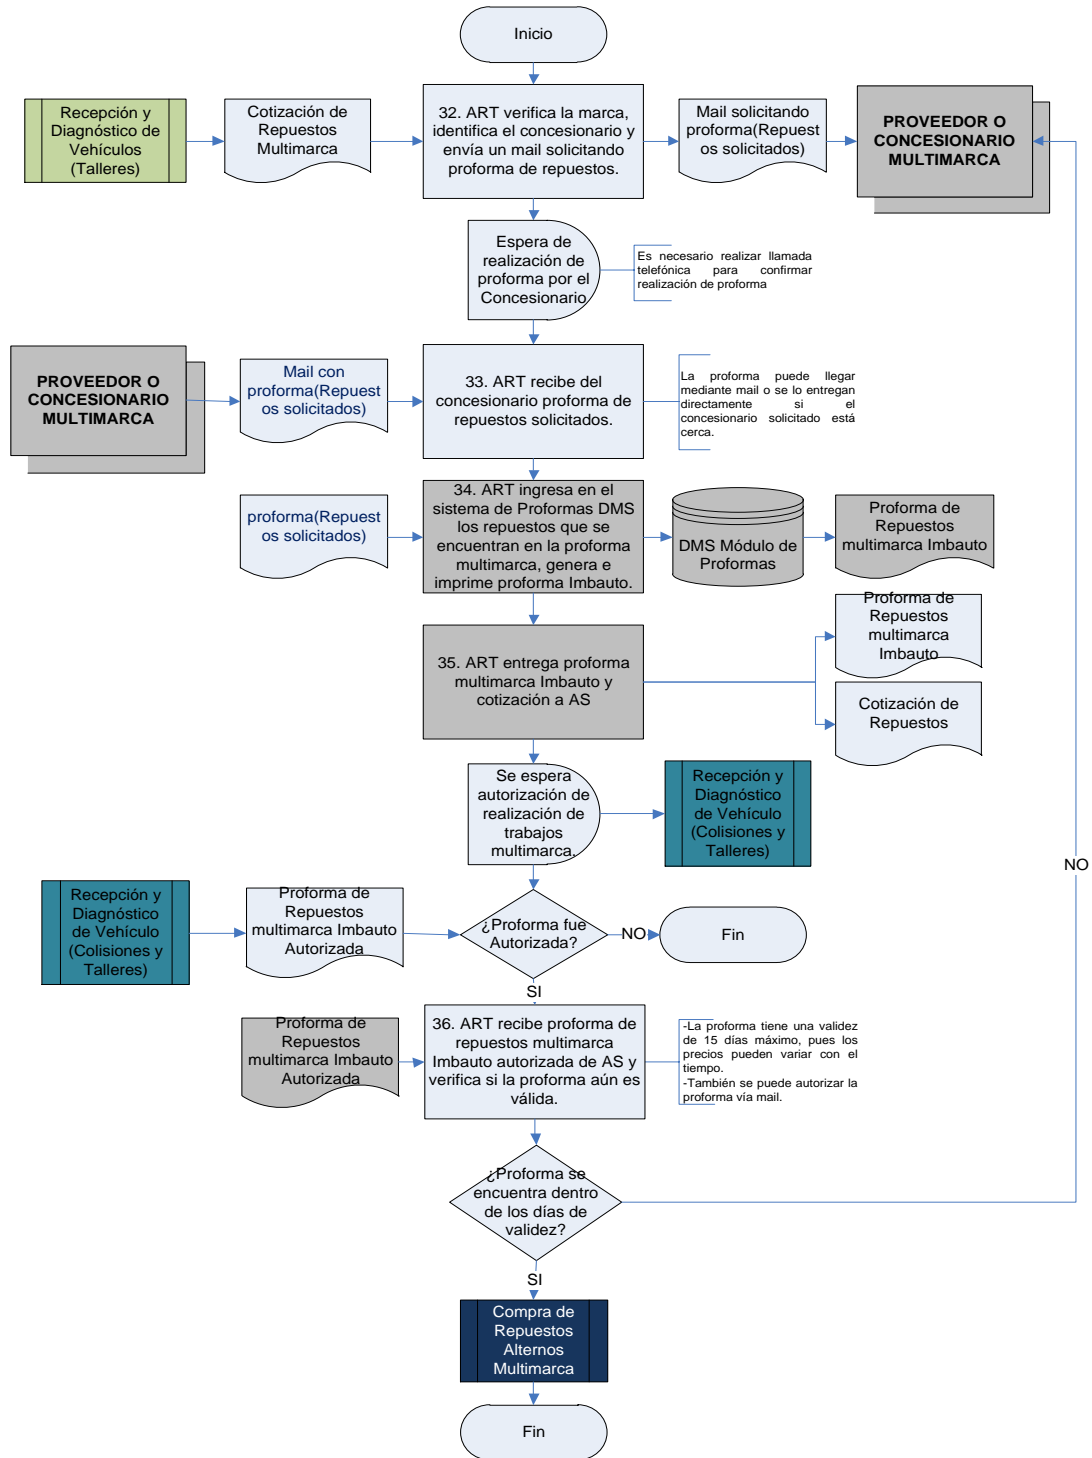 Inicio
Recepción y
Diagnóstico de
Vehículos
(Talleres)
Cotización de
Repuestos
Multimarca
32. ART verifica la marca,
identifica el concesionario y
envía un mail solicitando
proforma de repuestos.
Mail solicitando
proforma(Repuest
os solicitados)
PROVEEDOR O
CONCESIONARIO
MULTIMARCA
Espera de
realización de
proforma por el
Concesionario
Es necesario realizar llamada
telefónica para confirmar
realización de proforma
PROVEEDOR O
CONCESIONARIO
MULTIMARCA
Mail con
proforma(Repuest
os solicitados)
33. ART recibe del
concesionario proforma de
repuestos solicitados.
La proforma puede llegar
mediante mail o se lo entregan
directamente si el
concesionario solicitado está
cerca.
proforma(Repuest
os solicitados)
34. ART ingresa en el
sistema de Proformas DMS
los repuestos que se
encuentran en la proforma
multimarca, genera e
imprime proforma Imbauto.
DMS Módulo de
Proformas
Proforma de
Repuestos
multimarca Imbauto
35. ART entrega proforma
multimarca Imbauto y
cotización a AS
Proforma de
Repuestos
multimarca
Imbauto
Cotización de
Repuestos
Se espera
autorización de
realización de
trabajos
multimarca.
Recepción y
Diagnóstico
de Vehículo
(Colisiones y
Talleres)
NO
Recepción y
Diagnóstico
de Vehículo
(Colisiones y
Talleres)
Proforma de
Repuestos
multimarca Imbauto
Autorizada
¿Proforma fue
Autorizada?
NO
Fin
SI
Proforma de
Repuestos
multimarca Imbauto
Autorizada
36. ART recibe proforma de
repuestos multimarca
Imbauto autorizada de AS y
verifica si la proforma aún es
válida.
-La proforma tiene una validez
de 15 días máximo, pues los
precios pueden variar con el
tiempo.
-También se puede autorizar la
proforma vía mail.
¿Proforma se
encuentra dentro
de los días de
validez?
SI
Compra de
Repuestos
Alternos
Multimarca
Fin